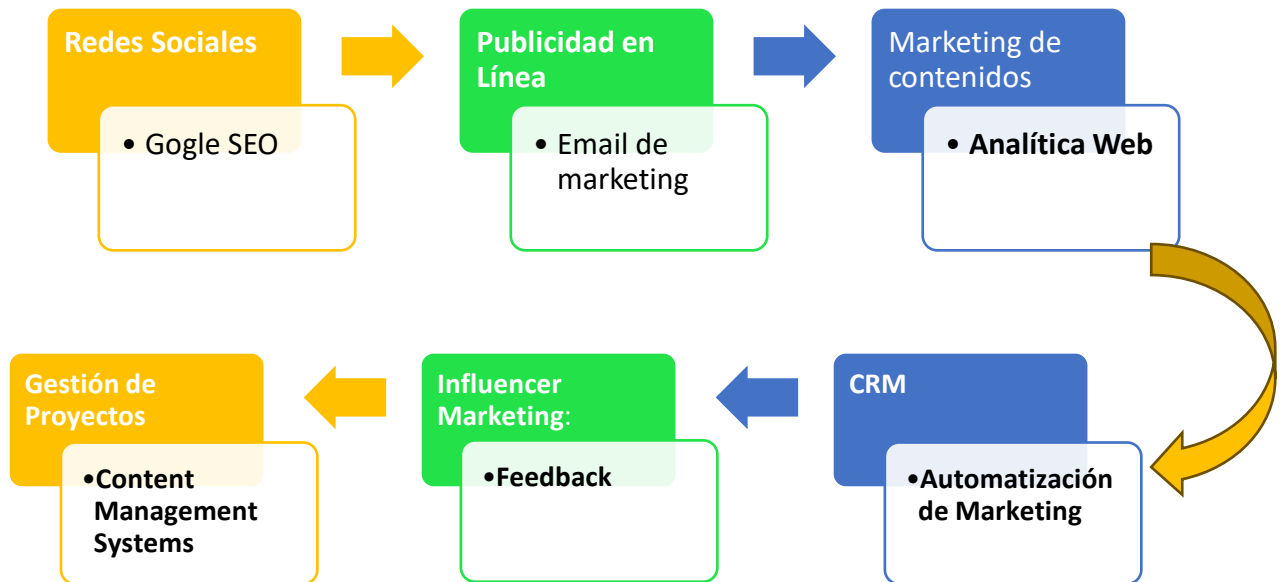 Redes Sociales
• Gogle SEO
Publicidad en
Línea
• Email de
marketing
Marketing de
contenidos
• Analítica Web
CRM
•Automatización
de Marketing
Influencer
Marketing:
•Feedback
Gestión de
Proyectos
•Content
Management
Systems